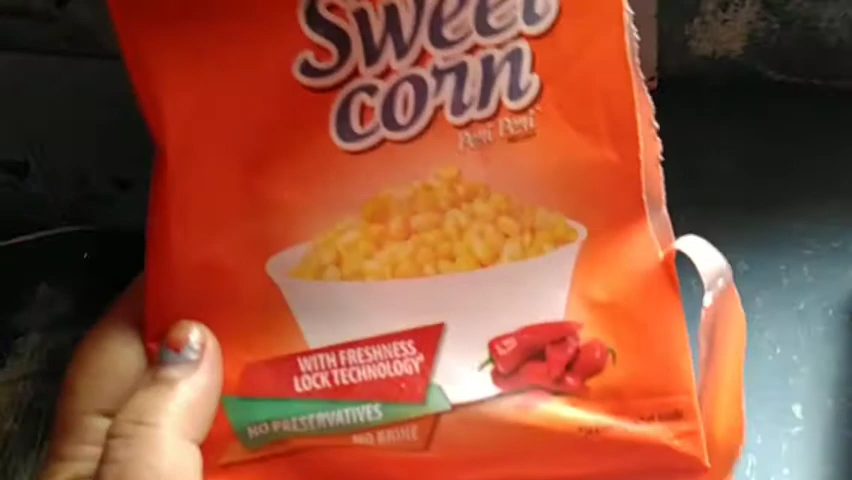 Sweet
corn
Peri Peri
WITH FRESHNESS
LOCK TECHNOLOGY*
NO PRESERVATIVES
NO BRINE